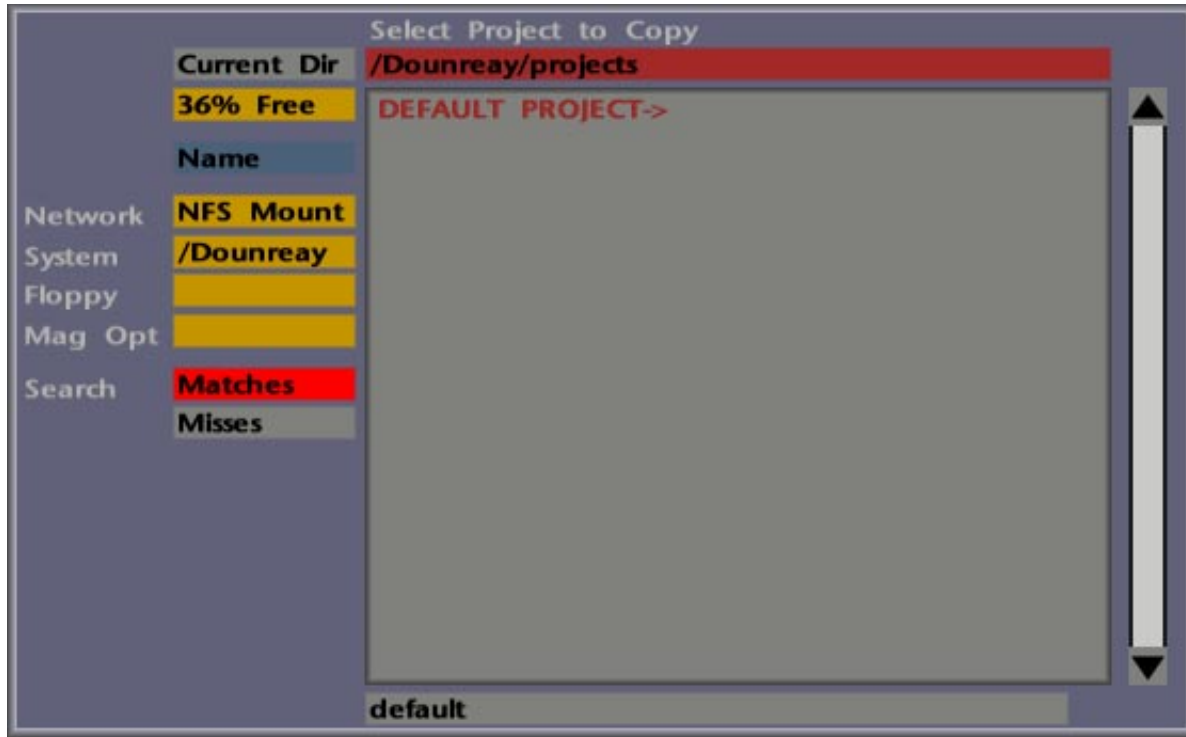 Select Project to Copy
Current Dir /Dounreay/projects
36% Free DEFAULT PROJECT->
Name
Network NFS Mount
System /Dounreay
Floppy
Mag Opt
Search Matches
Misses
default